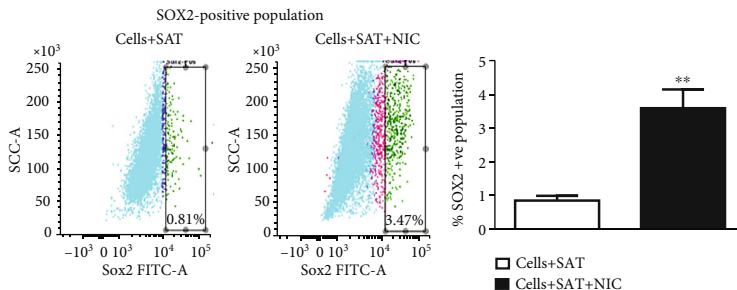 SOX2-positive population
Cells+SAT
×10³
SCC-A
250
200
150
100
50
0
0.81%
−10³ 0 10³ 10⁴ 10⁵
Sox2 FITC-A
Cells+SAT+NIC
×10³
SCC-A
250
200
150
100
50
0
3.47%
−10³ 0 10³ 10⁴ 10⁵
Sox2 FITC-A
% SOX2 +ve population
5
4
3
2
1
0
**
Cells+SAT
Cells+SAT+NIC